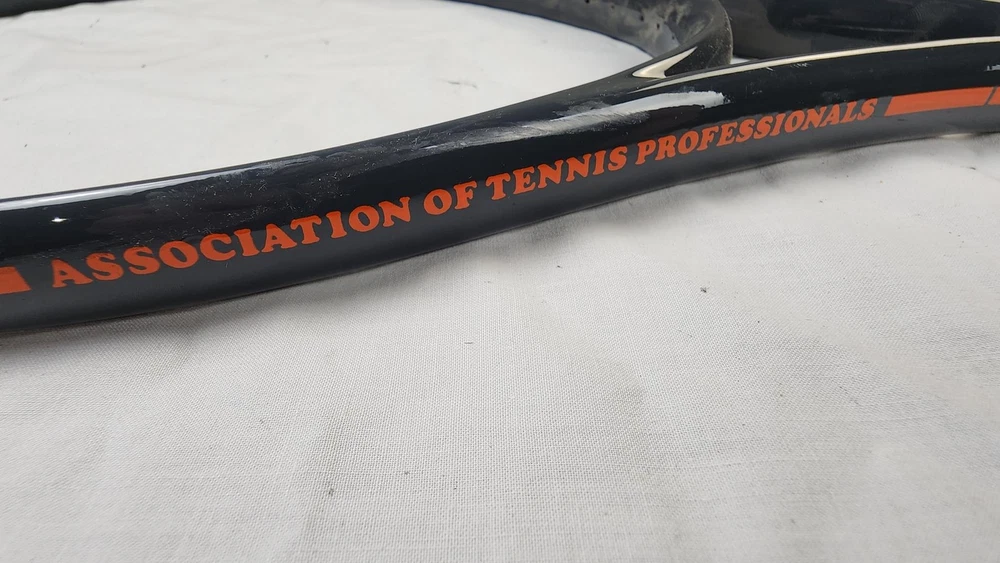 ASSOCIATION OF TENNIS PROFESSIONALS